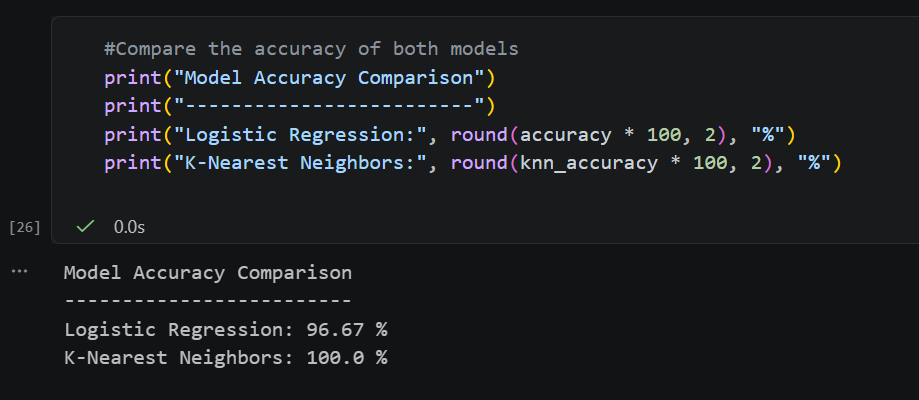 #Compare the accuracy of both models
print("Model Accuracy Comparison")
print("-------------------------")
print("Logistic Regression:", round(accuracy * 100, 2), "%")
print("K-Nearest Neighbors:", round(knn_accuracy * 100, 2), "%")
[26]
0.0s
Model Accuracy Comparison
-------------------------
Logistic Regression: 96.67 %
K-Nearest Neighbors: 100.0 %